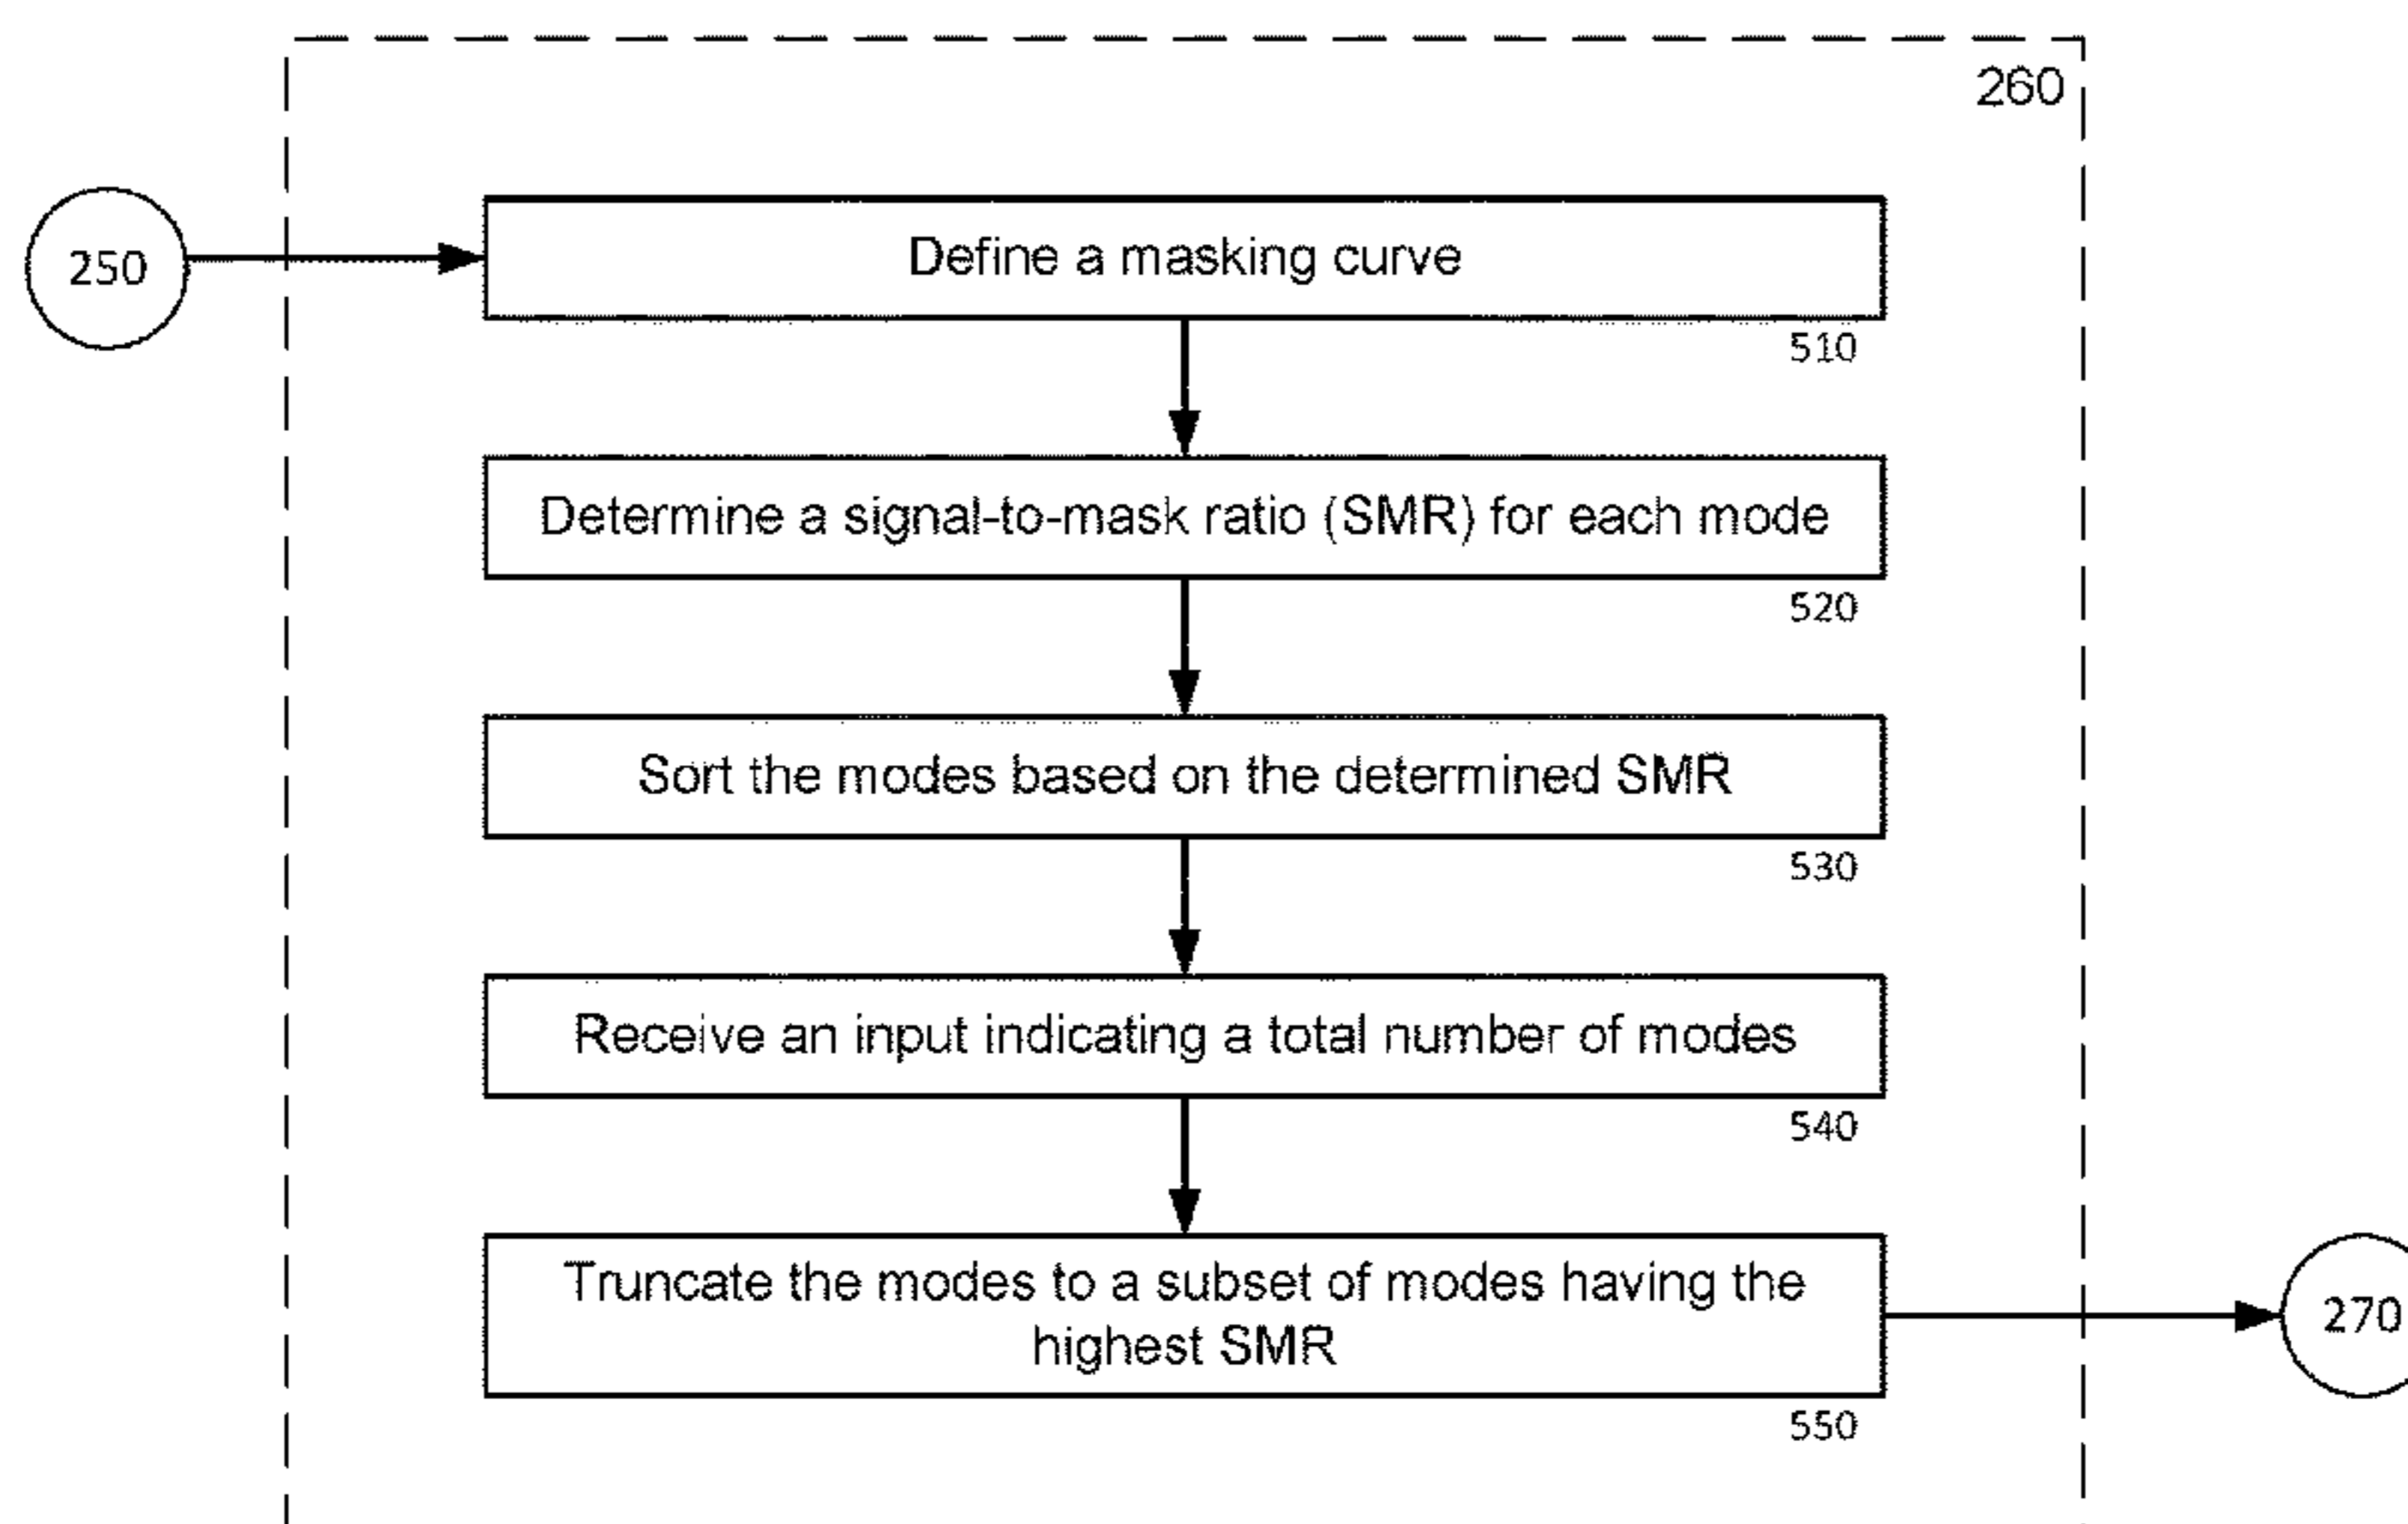 260
250
Define a masking curve
510
Determine a signal-to-mask ratio (SMR) for each mode
520
Sort the modes based on the determined SMR
530
Receive an input indicating a total number of modes
540
Truncate the modes to a subset of modes having the
highest SMR
270
550